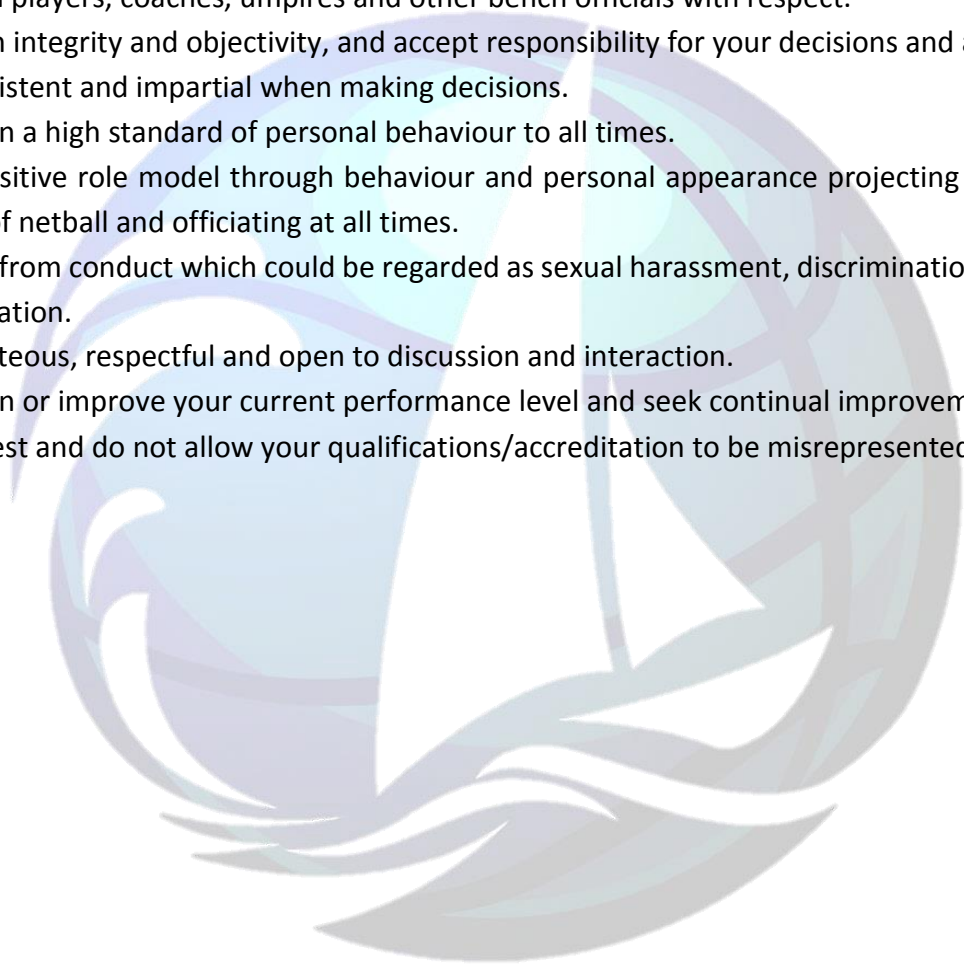 players, coaches, umpires and other bench officials with respect.
integrity and objectivity, and accept responsibility for your decisions and
istent and impartial when making decisions.
n a high standard of personal behaviour to all times.
sitive role model through behaviour and personal appearance projecting
of netball and officiating at all times.
from conduct which could be regarded as sexual harassment, discriminatio
ation.
teous, respectful and open to discussion and interaction.
n or improve your current performance level and seek continual improvem
est and do not allow your qualifications/accreditation to be misrepresented